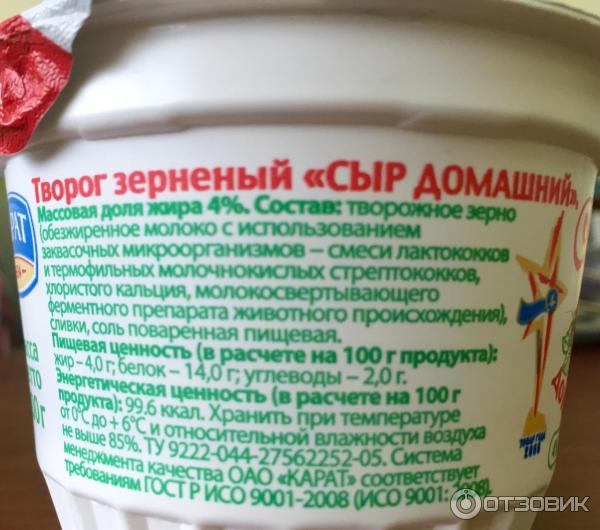 Творог зерненый «СЫР ДОМАШНИЙ»,
Массовая доля жира 4%. Состав: творожное зерно
(обезжиренное молоко с использованием
заквасочных микроорганизмов – смеси лактококков
и термофильных молочнокислых стрептококков,
хлористого кальция, молокосвертывающего
ферментного препарата животного происхождения),
сливки, соль поваренная пищевая.
Пищевая ценность (в расчете на 100 г продукта):
жир – 4,0 г; белок – 14,0 г; углеводы – 2,0 г.
Энергетическая ценность (в расчете на 100 г
продукта): 99,6 ккал. Хранить при температуре
от 0°С до + 6°С и относительной влажности воздуха
не выше 85%. ТУ 9222-044-27562252-05. Система
менеджмента качества ОАО «КАРАТ» соответствует
требованиям ГОСТ Р ИСО 9001-2008 (ИСО 9001: 2008).
РАТ
ОТЗОВИК